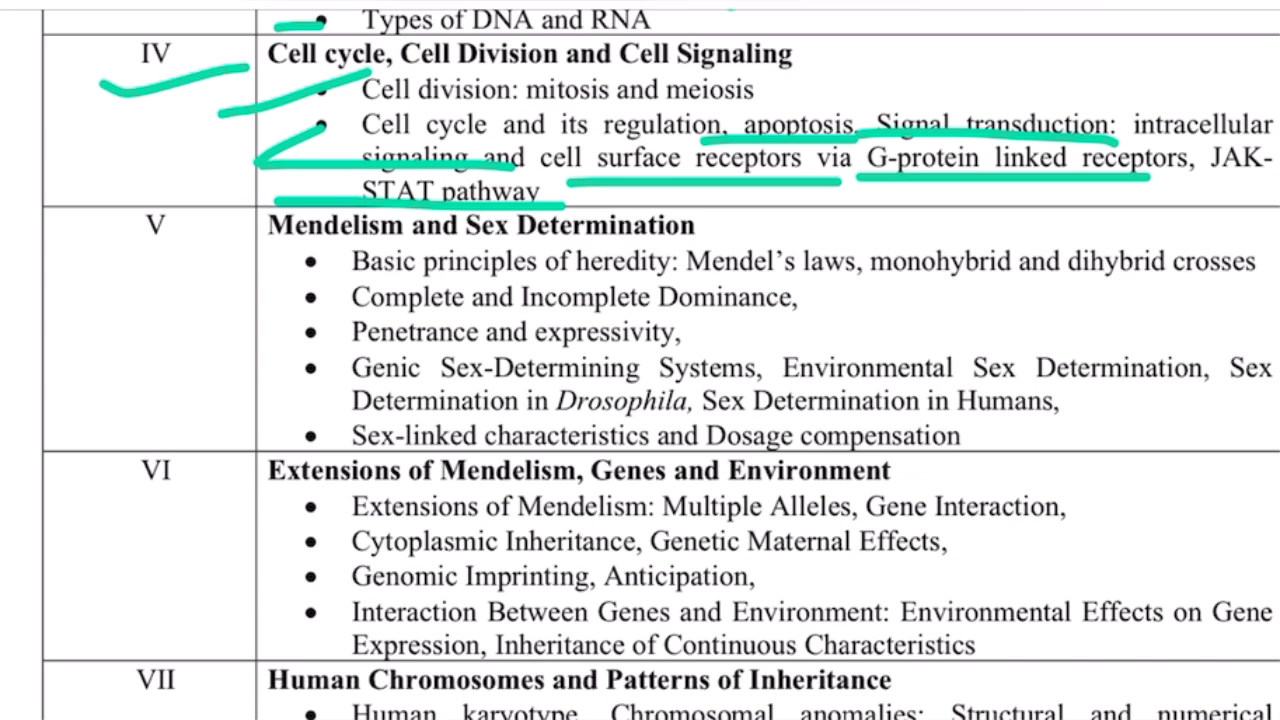 Types of DNA and RNA
IV
Cell cycle, Cell Division and Cell Signaling
Cell division: mitosis and meiosis
Cell cycle and its regulation, apoptosis, Signal transduction: intracellular
signaling and cell surface receptors via G-protein linked receptors, JAK-
STAT pathway
V
Mendelism and Sex Determination
Basic principles of heredity: Mendel's laws, monohybrid and dihybrid crosses
Complete and Incomplete Dominance,
Penetrance and expressivity,
Genic Sex-Determining Systems, Environmental Sex Determination, Sex
Determination in Drosophila, Sex Determination in Humans,
Sex-linked characteristics and Dosage compensation
VI
Extensions of Mendelism, Genes and Environment
Extensions of Mendelism: Multiple Alleles, Gene Interaction,
Cytoplasmic Inheritance, Genetic Maternal Effects,
Genomic Imprinting, Anticipation,
Interaction Between Genes and Environment: Environmental Effects on Gene
Expression, Inheritance of Continuous Characteristics
VII
Human Chromosomes and Patterns of Inheritance
Human karyotype, Chromosomal anomalies: Structural and numerical